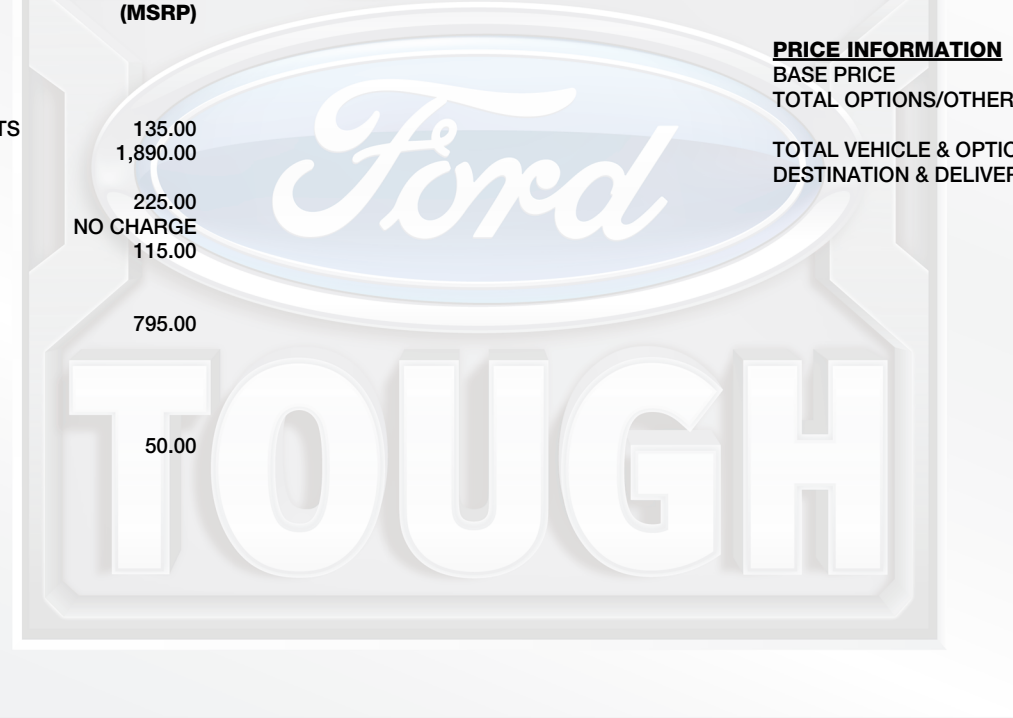 (MSRP)
TS 135.00
1,890.00
225.00
NO CHARGE
115.00
795.00
50.00
PRICE INFORMATION
BASE PRICE
TOTAL OPTIONS/OTHER
TOTAL VEHICLE & OPTIO
DESTINATION & DELIVER
Ford
TOUGH